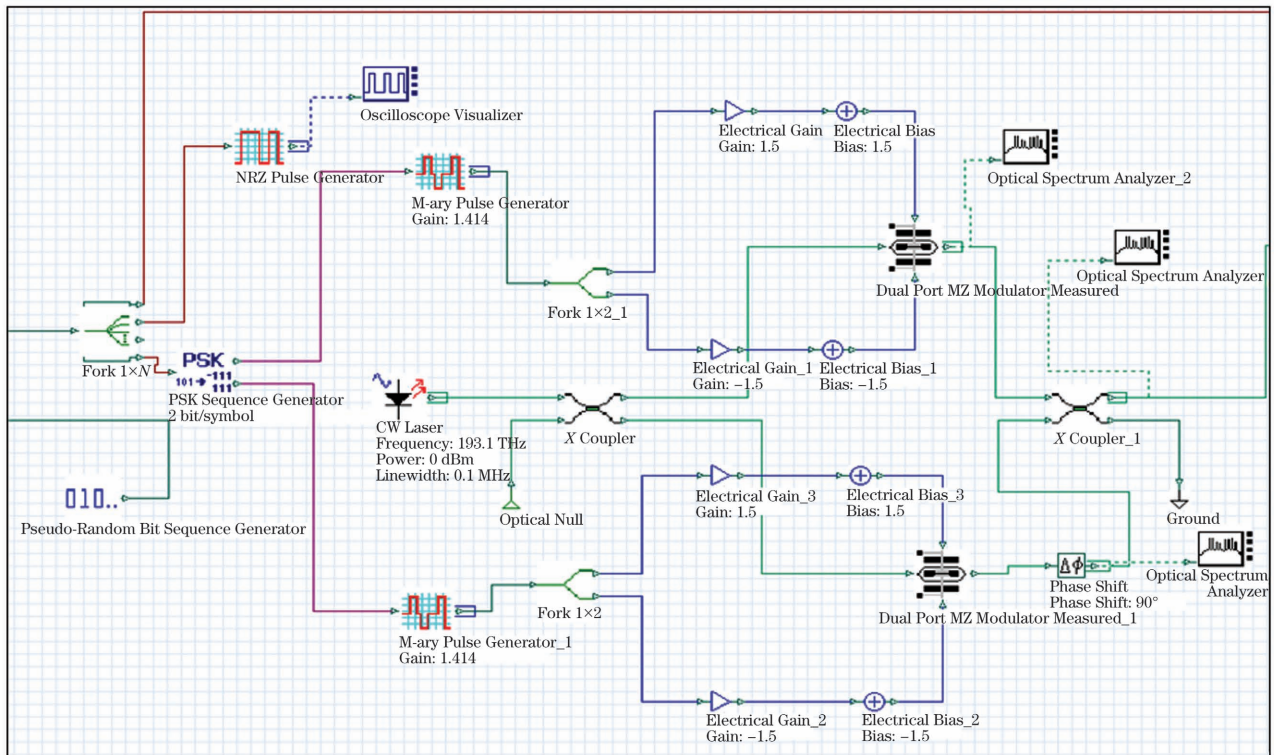 Oscilloscope Visualizer
NRZ Pulse Generator
M-ary Pulse Generator
Gain: 1.414
Electrical Gain
Gain: 1.5
Electrical Bias
Bias: 1.5
Optical Spectrum Analyzer_2
Optical Spectrum Analyzer
Dual Port MZ Modulator Measured
Fork 1×2_1
Fork 1×N
PSK
101→
-111
111
PSK Sequence Generator
2 bit/symbol
Electrical Gain_1
Gain: −1.5
Electrical Bias_1
Bias: −1.5
CW Laser
Frequency: 193.1 THz
Power: 0 dBm
Linewidth: 0.1 MHz
X Coupler
X Coupler_1
010..
Pseudo-Random Bit Sequence Generator
Optical Null
Electrical Gain_3
Gain: 1.5
Electrical Bias_3
Bias: 1.5
Ground
Optical Spectrum
Analyzer
Δϕ
Phase Shift
Phase Shift: 90°
Fork 1×2
Dual Port MZ Modulator Measured_1
M-ary Pulse Generator_1
Gain: 1.414
Electrical Gain_2
Gain: −1.5
Electrical Bias_2
Bias: −1.5